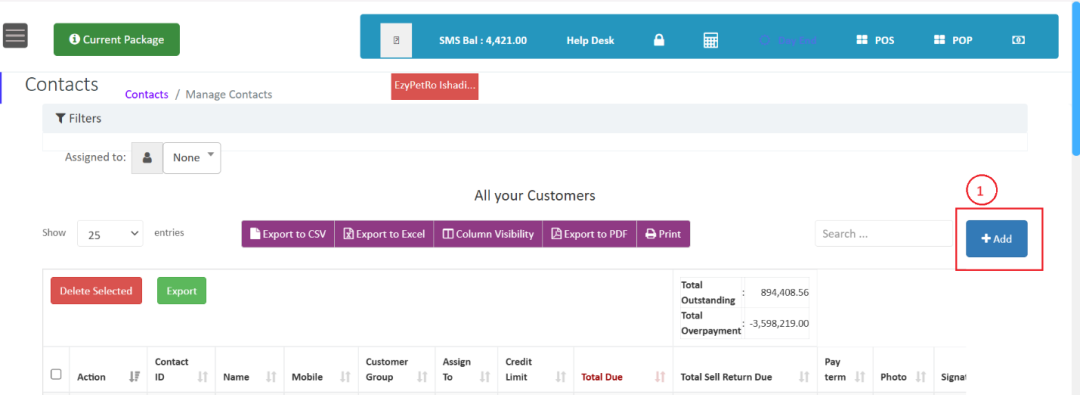 Current Package
SMS Bal : 4,421.00 Help Desk POS POP
Contacts Contacts / Manage Contacts EzyPetRo Ishadi...
Filters
Assigned to: None
All your Customers
1
Show 25 entries Export to CSV Export to Excel Column Visibility Export to PDF Print Search ... Add
Delete Selected Export
Total Outstanding : 894,408.56
Total Overpayment : -3,598,219.00
Action Contact ID Name Mobile Customer Group Assign To Credit Limit Total Due Total Sell Return Due Pay term Photo Signat